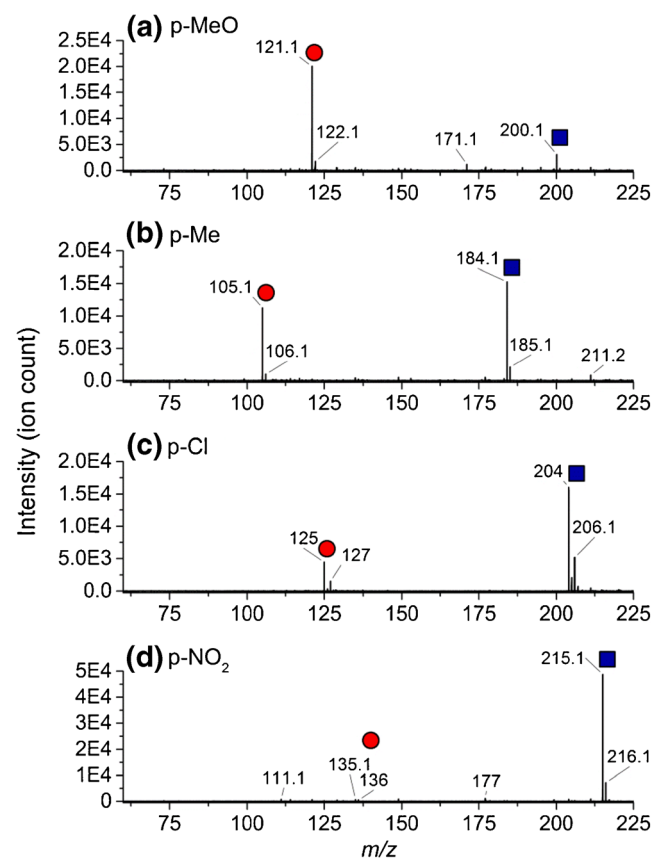 (a) p-MeO
2.5E4
2.0E4
1.5E4
1.0E4
5.0E3
0.0
121.1
122.1
171.1
200.1
75 100 125 150 175 200 225
(b) p-Me
2.0E4
1.5E4
1.0E4
5.0E3
0.0
105.1
106.1
184.1
185.1
211.2
75 100 125 150 175 200 225
Intensity (ion count)
(c) p-Cl
2.0E4
1.5E4
1.0E4
5.0E3
0.0
125
127
204
206.1
75 100 125 150 175 200 225
(d) p-NO₂
5E4
4E4
3E4
2E4
1E4
0
111.1
135.1
136
177
215.1
216.1
75 100 125 150 175 200 225
m/z